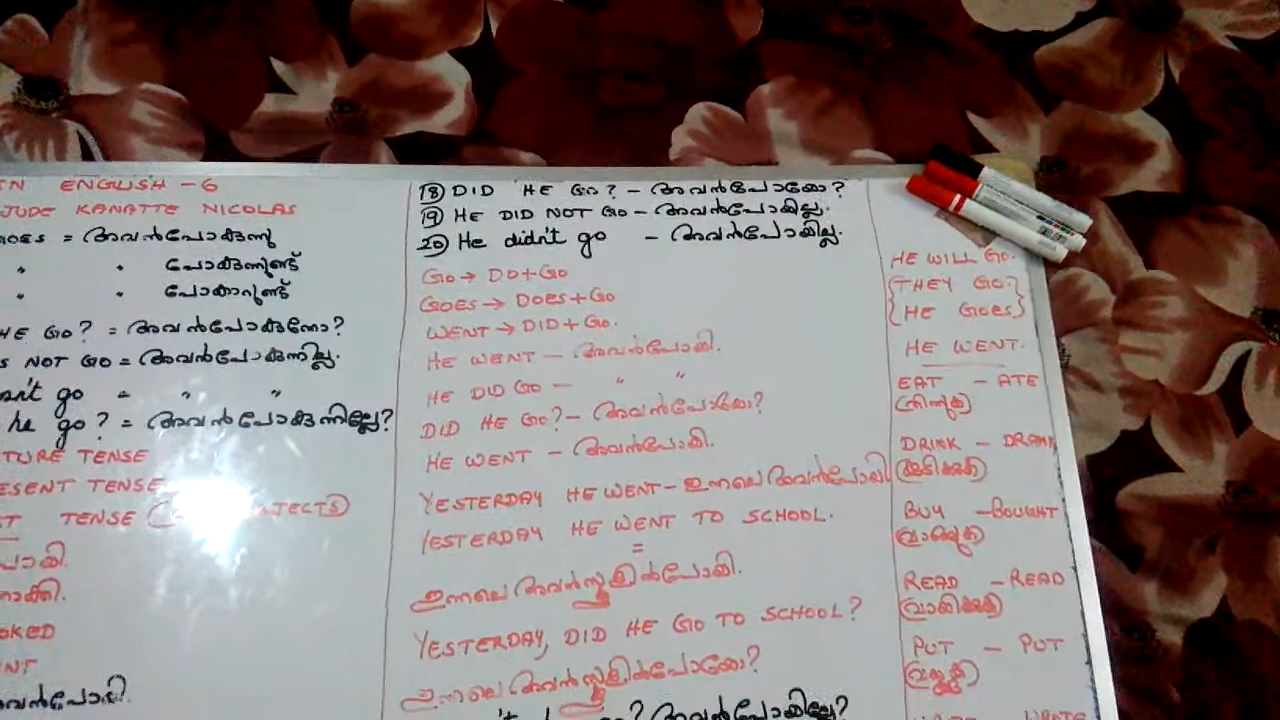 ENGLISH - 6
JUDE KANATTE NICOLAS
GOES = അവൻപോകുന്നു
" " പോകുന്നുണ്ട്
" " പോകാറുണ്ട്
HE GO? = അവൻപോകുന്നോ?
NOT GO = അവൻപോകുന്നില്ല.
go = " "
he go? = അവൻപോകുന്നില്ലേ?
TENSE
TENSE
TENSE
അവൻപോയി.
18 DID HE GO? - അവൻപോയോ?
19 HE DID NOT GO - അവൻപോയില്ല.
20 He didn't go - അവൻപോയില്ല.
GO → DO+GO
GOES → DOES+GO
WENT → DID+GO.
HE WENT - അവൻപോയി.
HE DID GO - " "
DID HE GO? - അവൻപോയോ?
HE WENT - അവൻപോയി.
YESTERDAY HE WENT - ഇന്നലെ അവൻപോയി
YESTERDAY HE WENT TO SCHOOL.
=
ഇന്നലെ അവൻസ്കൂളിൽപോയി.
YESTERDAY, DID HE GO TO SCHOOL?
ഇന്നലെ അവൻസ്കൂളിൽപോയോ?
അവൻപോയില്ലേ?
HE WILL GO.
{THEY GO.}
{HE GOES}
HE WENT.
EAT - ATE
(തിന്നുക)
DRINK - DRANK
(കുടിക്കുക)
BUY - BOUGHT
(വാങ്ങുക)
READ - READ
(വായിക്കുക)
PUT - PUT
(വയ്ക്കുക)